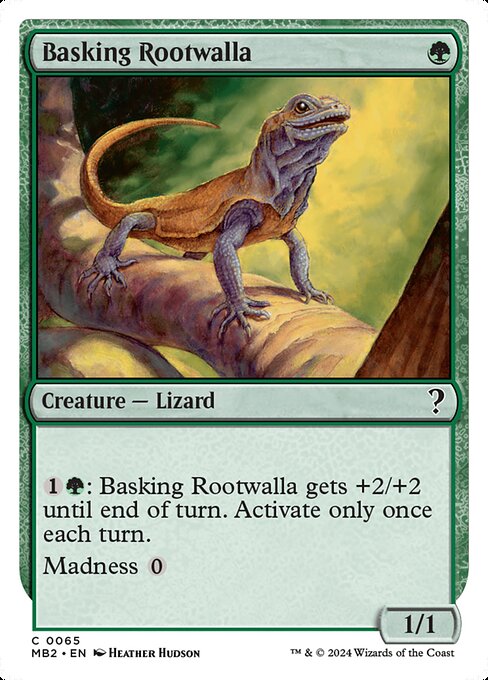 Basking Rootwalla
Creature — Lizard
?
1: Basking Rootwalla gets +2/+2
until end of turn. Activate only once
each turn.
Madness 0
1/1
C 0065
MB2 • EN Heather Hudson
™ & © 2024 Wizards of the Coast